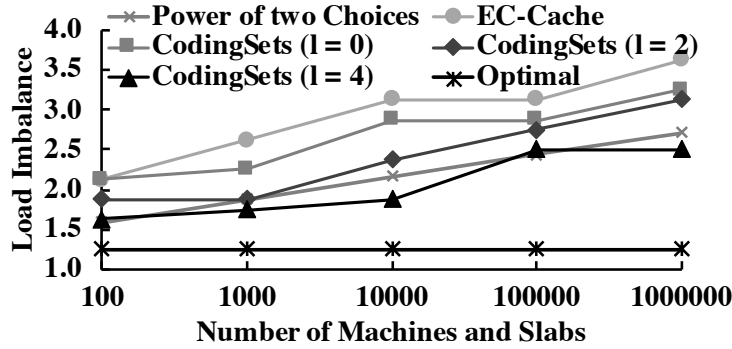 Power of two Choices
EC-Cache
CodingSets (l = 0)
CodingSets (l = 2)
CodingSets (l = 4)
Optimal
Load Imbalance
4.0
3.5
3.0
2.5
2.0
1.5
1.0
100
1000
10000
100000
1000000
Number of Machines and Slabs